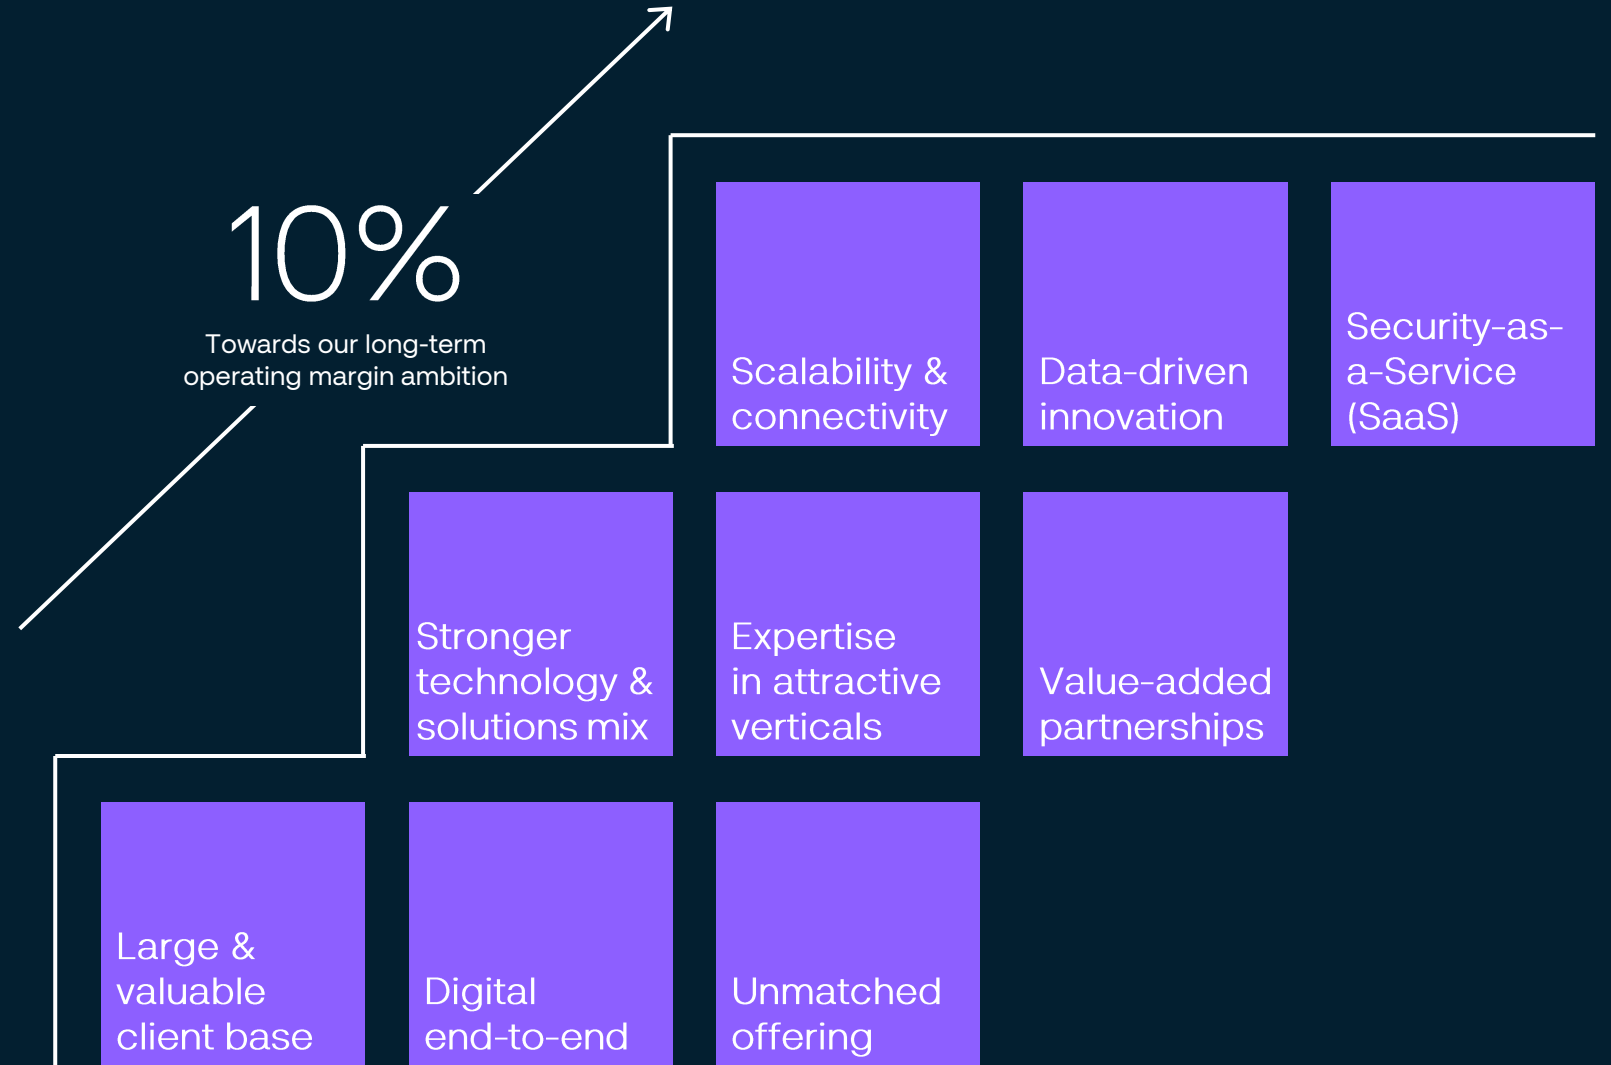 10%
Towards our long-term
operating margin ambition
Scalability &
connectivity
Data-driven
innovation
Security-as-
a-Service
(SaaS)
Stronger
technology &
solutions mix
Expertise
in attractive
verticals
Value-added
partnerships
Large &
valuable
client base
Digital
end-to-end
Unmatched
offering